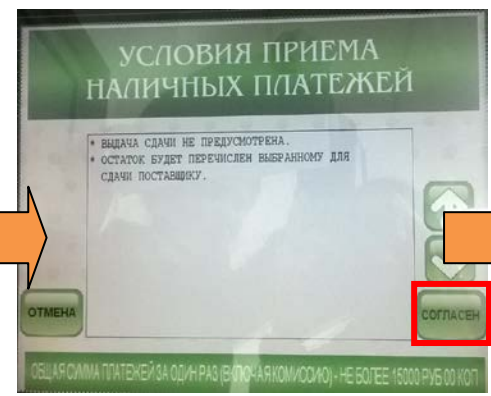 УСЛОВИЯ ПРИЕМА
НАЛИЧНЫХ ПЛАТЕЖЕЙ
* ВЫДАЧА СДАЧИ НЕ ПРЕДУСМОТРЕНА.
* ОСТАТОК БУДЕТ ПЕРЕЧИСЛЕН ВЫБРАННОМУ ДЛЯ
СДАЧИ ПОСТАВЩИКУ.
ОТМЕНА
СОГЛАСЕН
ОБЩАЯ СУММА ПЛАТЕЖЕЙ ЗА ОДИН РАЗ (ВКЛЮЧАЯ КОМИССИЮ) - НЕ БОЛЕЕ 15000 РУБ 00 КОП